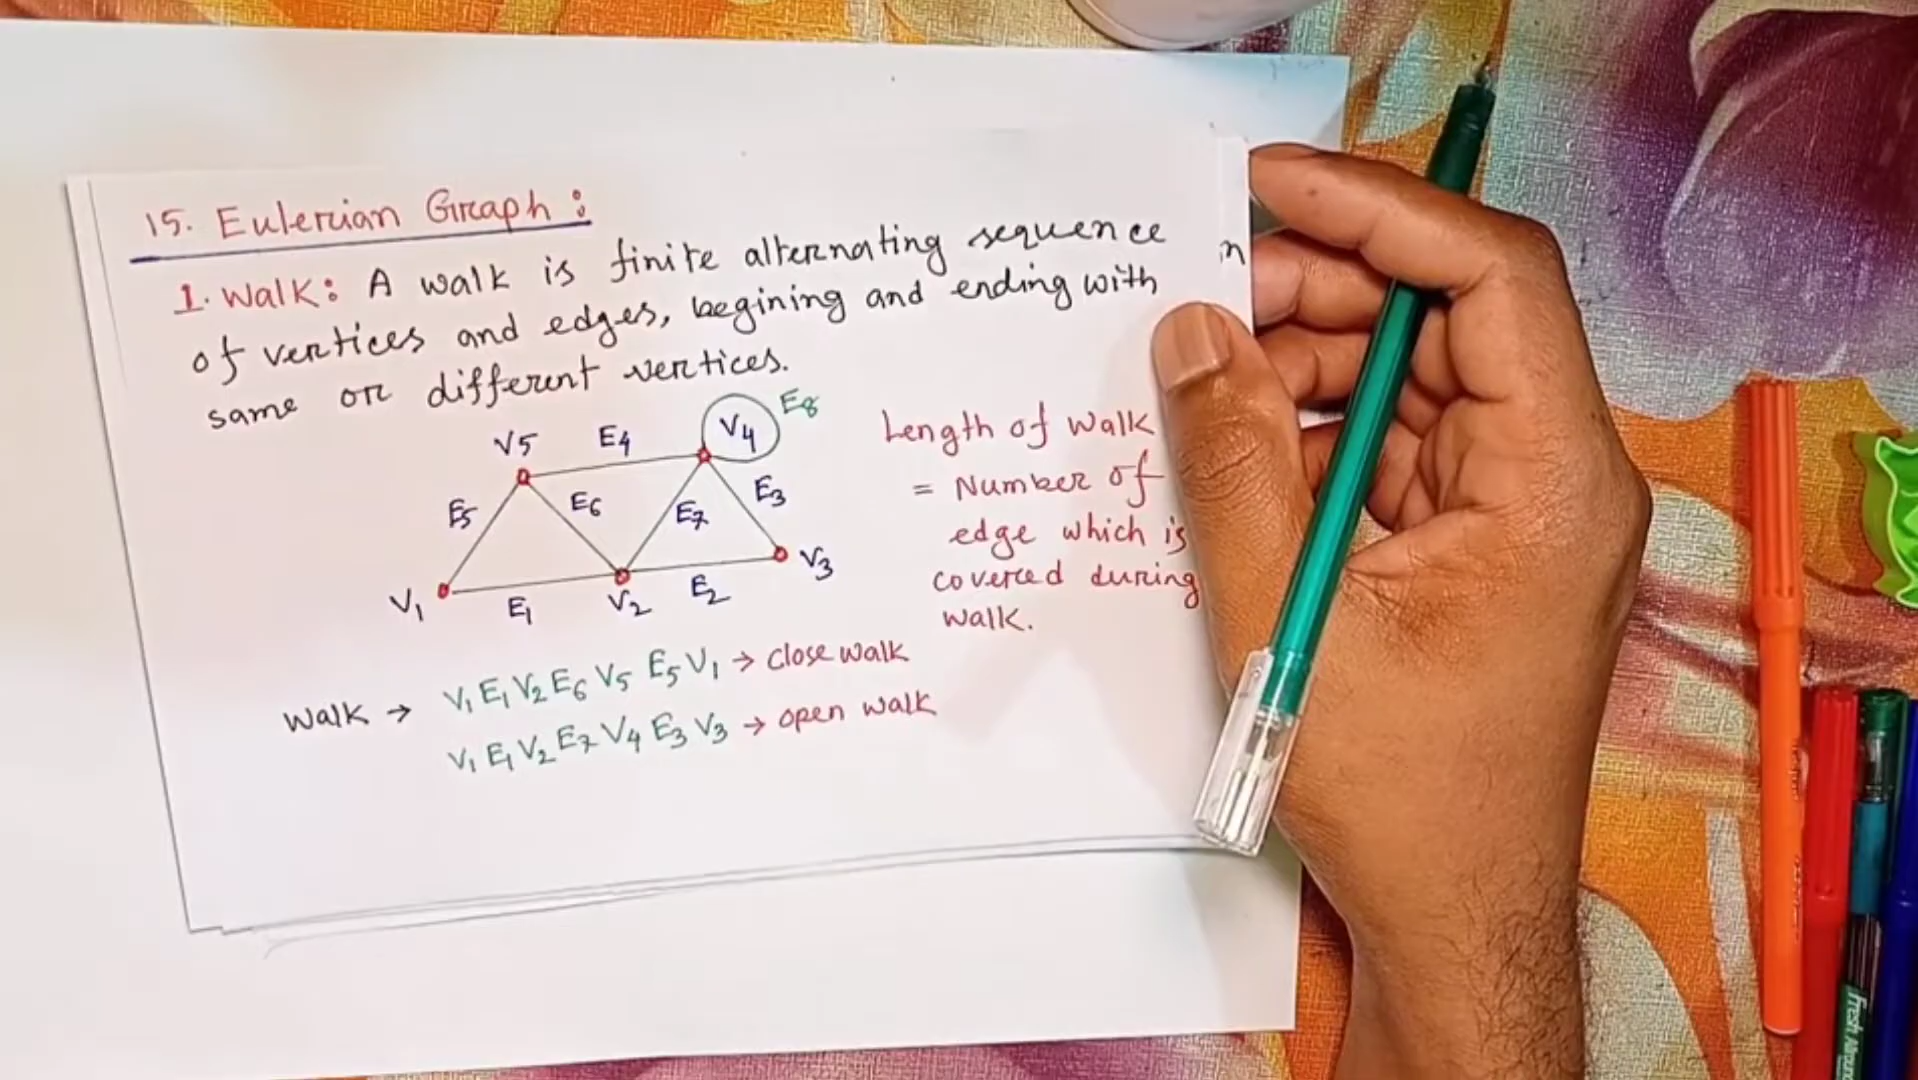 15. Eulerian Graph :
1. Walk: A walk is finite alternating sequence
of vertices and edges, begining and ending with
same or different vertices.
n
V5 E4 V4 E8
E5 E6 E7 E3
V1 E1 V2 E2 V3
Length of Walk
= Number of
edge which is
covered during
walk.
Walk → V1 E1 V2 E6 V5 E5 V1 → Close walk
V1 E1 V2 E7 V4 E3 V3 → open walk